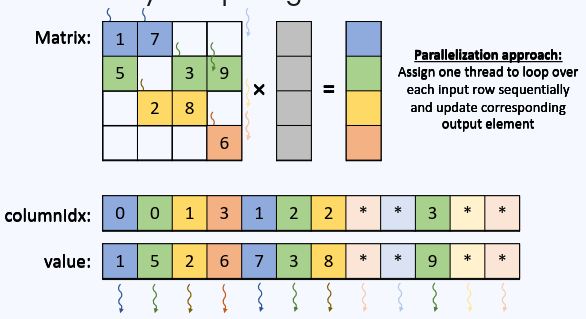 Matrix:
1 7
5 3 9
2 8
6
×
=
Parallelization approach:
Assign one thread to loop over
each input row sequentially
and update corresponding
output element
columnIdx: 0 0 1 3 1 2 2 * * 3 * *
value: 1 5 2 6 7 3 8 * * 9 * *